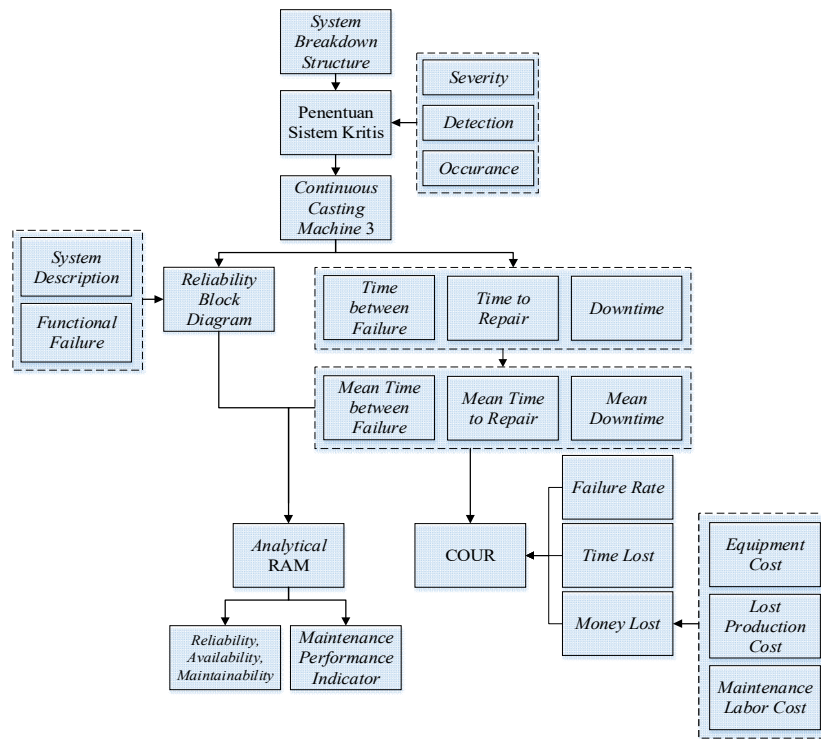 System
Breakdown
Structure
Severity
Penentuan
Sistem Kritis
Detection
Occurance
Continuous
Casting
Machine 3
System
Description
Functional
Failure
Reliability
Block
Diagram
Time
between
Failure
Time to
Repair
Downtime
Mean Time
between
Failure
Mean Time
to Repair
Mean
Downtime
Failure Rate
Analytical
RAM
COUR
Time Lost
Money Lost
Equipment
Cost
Lost
Production
Cost
Maintenance
Labor Cost
Reliability,
Availability,
Maintainability
Maintenance
Performance
Indicator